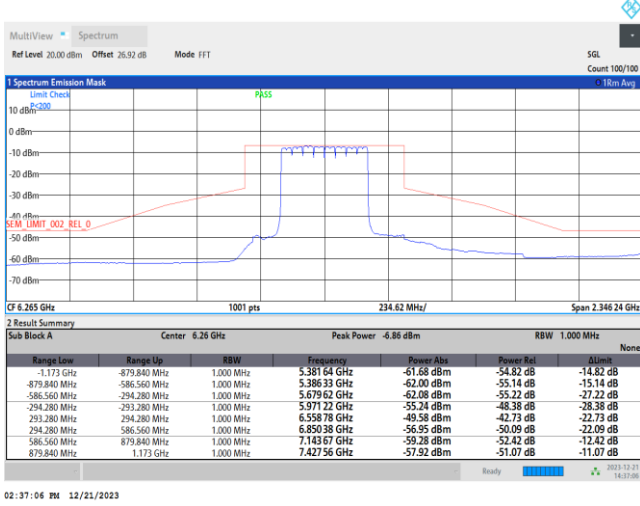 MultiView Spectrum
Ref Level 20.00 dBm Offset 26.92 dB Mode FFT SGL
Count 100/100
1 Spectrum Emission Mask 1Rm Avg
Limit Check PASS
P<200
10 dBm
0 dBm
-10 dBm
-20 dBm
-30 dBm
-40 dBm
SEM_LIMIT_002_REL_0
-50 dBm
-60 dBm
-70 dBm
CF 6.265 GHz 1001 pts 234.62 MHz/ Span 2.346 24 GHz
2 Result Summary
Sub Block A Center 6.26 GHz Peak Power -6.86 dBm RBW 1.000 MHz
None
Range Low Range Up RBW Frequency Power Abs Power Rel ΔLimit
-1.173 GHz -879.840 MHz 1.000 MHz 5.381 64 GHz -61.68 dBm -54.82 dB -14.82 dB
-879.840 MHz -586.560 MHz 1.000 MHz 5.386 33 GHz -62.00 dBm -55.14 dB -15.14 dB
-586.560 MHz -294.280 MHz 1.000 MHz 5.679 62 GHz -62.08 dBm -55.22 dB -27.22 dB
-294.280 MHz -293.280 MHz 1.000 MHz 5.971 22 GHz -55.24 dBm -48.38 dB -28.38 dB
293.280 MHz 294.280 MHz 1.000 MHz 6.558 78 GHz -49.58 dBm -42.73 dB -22.73 dB
294.280 MHz 586.560 MHz 1.000 MHz 6.850 38 GHz -56.95 dBm -50.09 dB -22.09 dB
586.560 MHz 879.840 MHz 1.000 MHz 7.143 67 GHz -59.28 dBm -52.42 dB -12.42 dB
879.840 MHz 1.173 GHz 1.000 MHz 7.427 56 GHz -57.92 dBm -51.07 dB -11.07 dB
Ready 2023-12-21
14:37:06
02:37:06 PM 12/21/2023